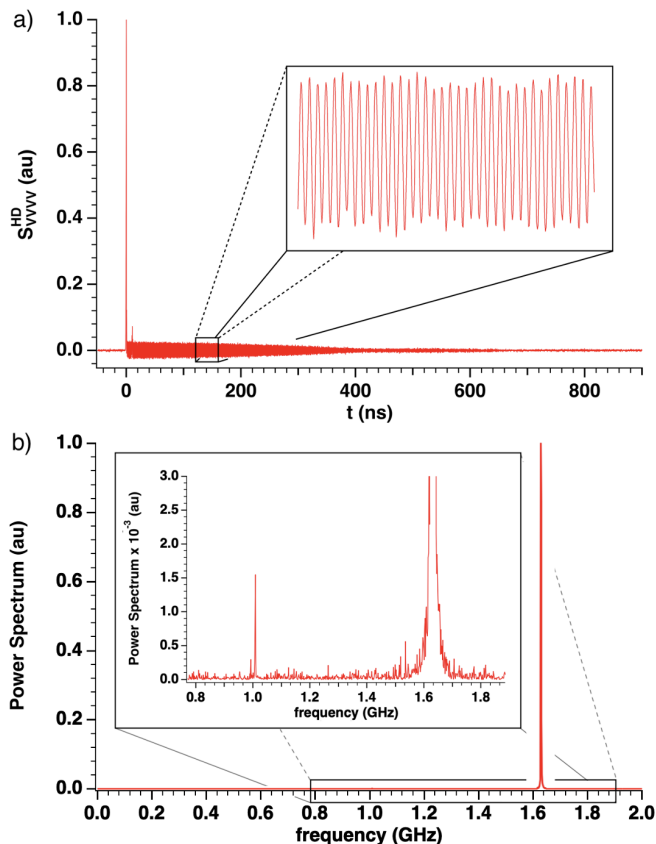 a)
1.0
0.8
0.6
0.4
0.2
0.0
S^HD_VVVV (au)
0
200
400
600
800
t (ns)
b)
1.0
0.8
0.6
0.4
0.2
0.0
Power Spectrum (au)
3.0
2.5
2.0
1.5
1.0
0.5
0.0
Power Spectrum x 10^-3 (au)
0.8 1.0 1.2 1.4 1.6 1.8
frequency (GHz)
0.0 0.2 0.4 0.6 0.8 1.0 1.2 1.4 1.6 1.8 2.0
frequency (GHz)